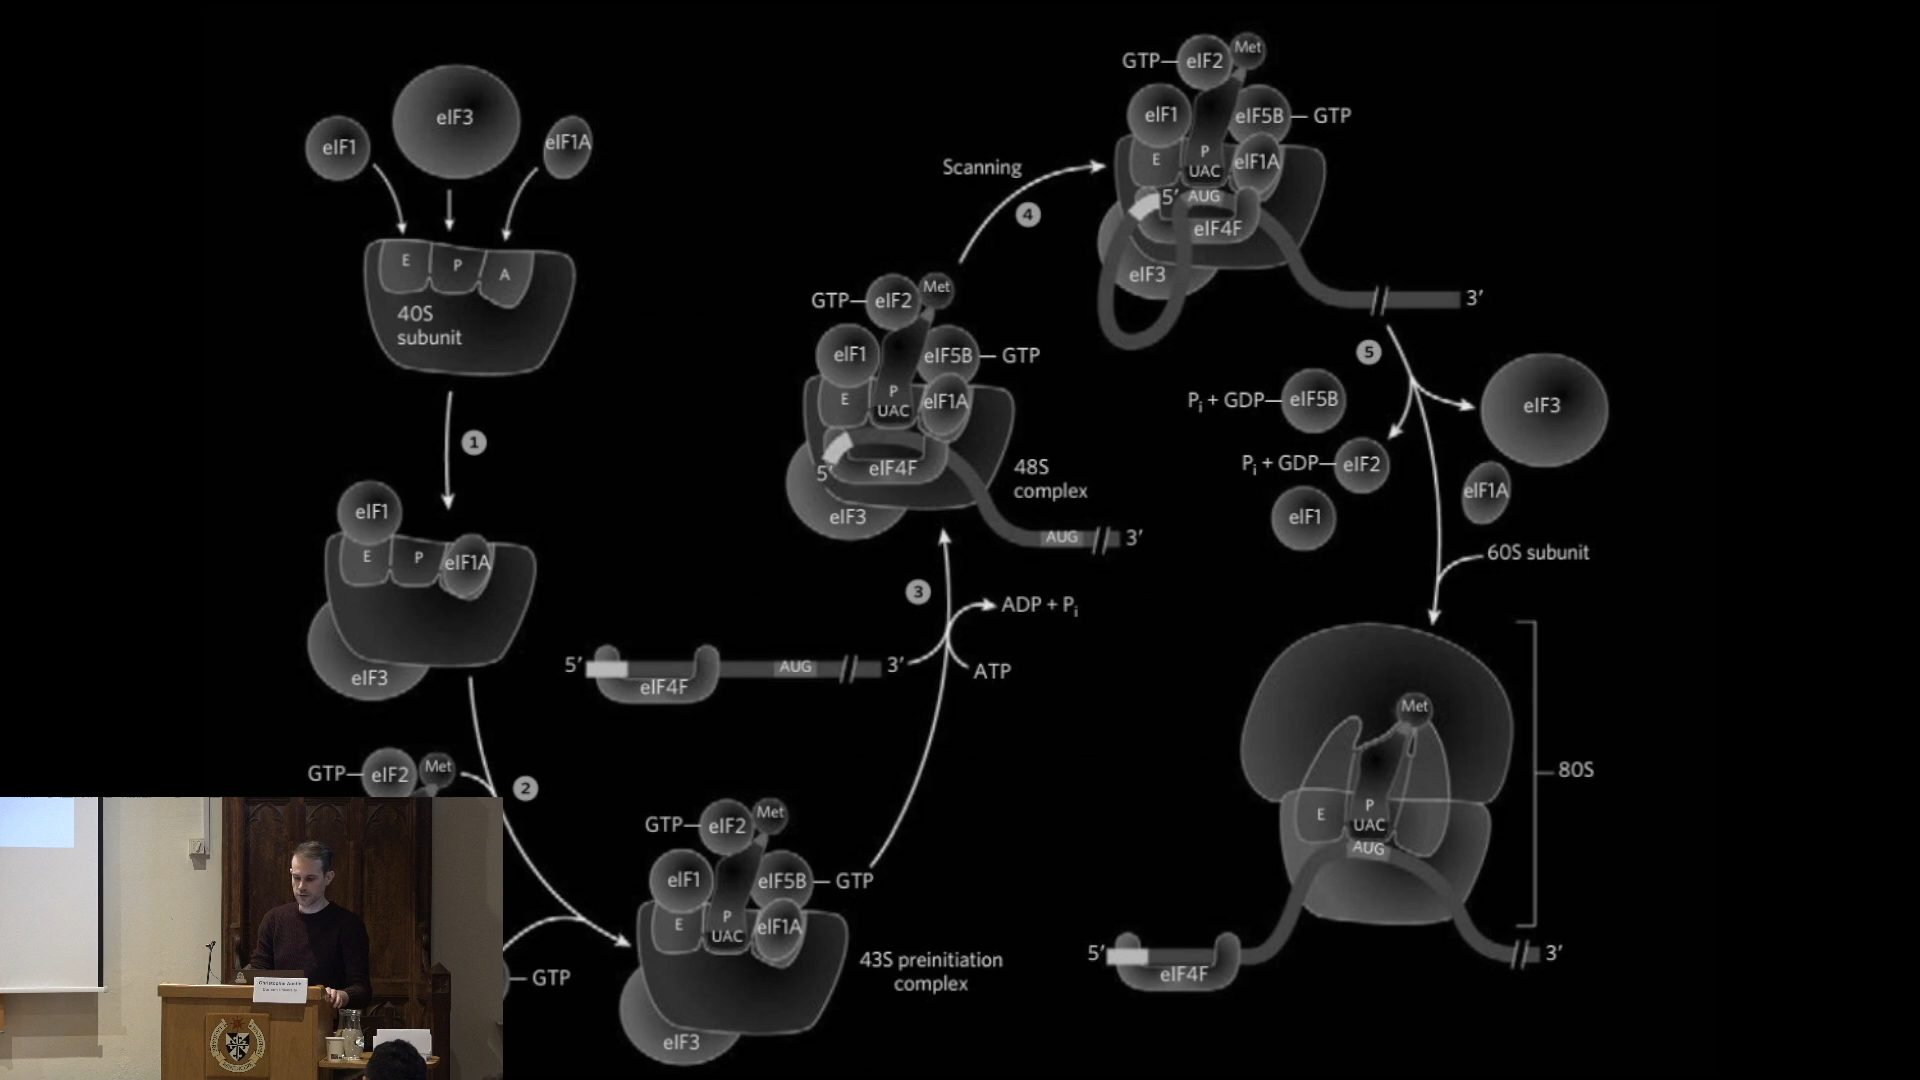 eIF1
eIF3
eIF1A
E
P
A
40S
subunit
1
eIF1
E
P
eIF1A
eIF3
GTP
eIF2
Met
2
GTP
GTP
eIF2
Met
eIF1
eIF5B
GTP
E
P
UAC
eIF1A
eIF3
43S preinitiation
complex
5′
eIF4F
AUG
3′
3
ADP + Pi
ATP
GTP
eIF2
Met
eIF1
eIF5B
GTP
E
P
UAC
eIF1A
5′
eIF4F
eIF3
48S
complex
AUG
3′
Scanning
4
GTP
eIF2
Met
eIF1
eIF5B
GTP
E
P
UAC
eIF1A
5′
AUG
eIF4F
eIF3
3′
5
Pi + GDP
eIF5B
eIF3
Pi + GDP
eIF2
eIF1A
eIF1
60S subunit
Met
80S
E
P
UAC
AUG
5′
eIF4F
3′
Christopher Austin